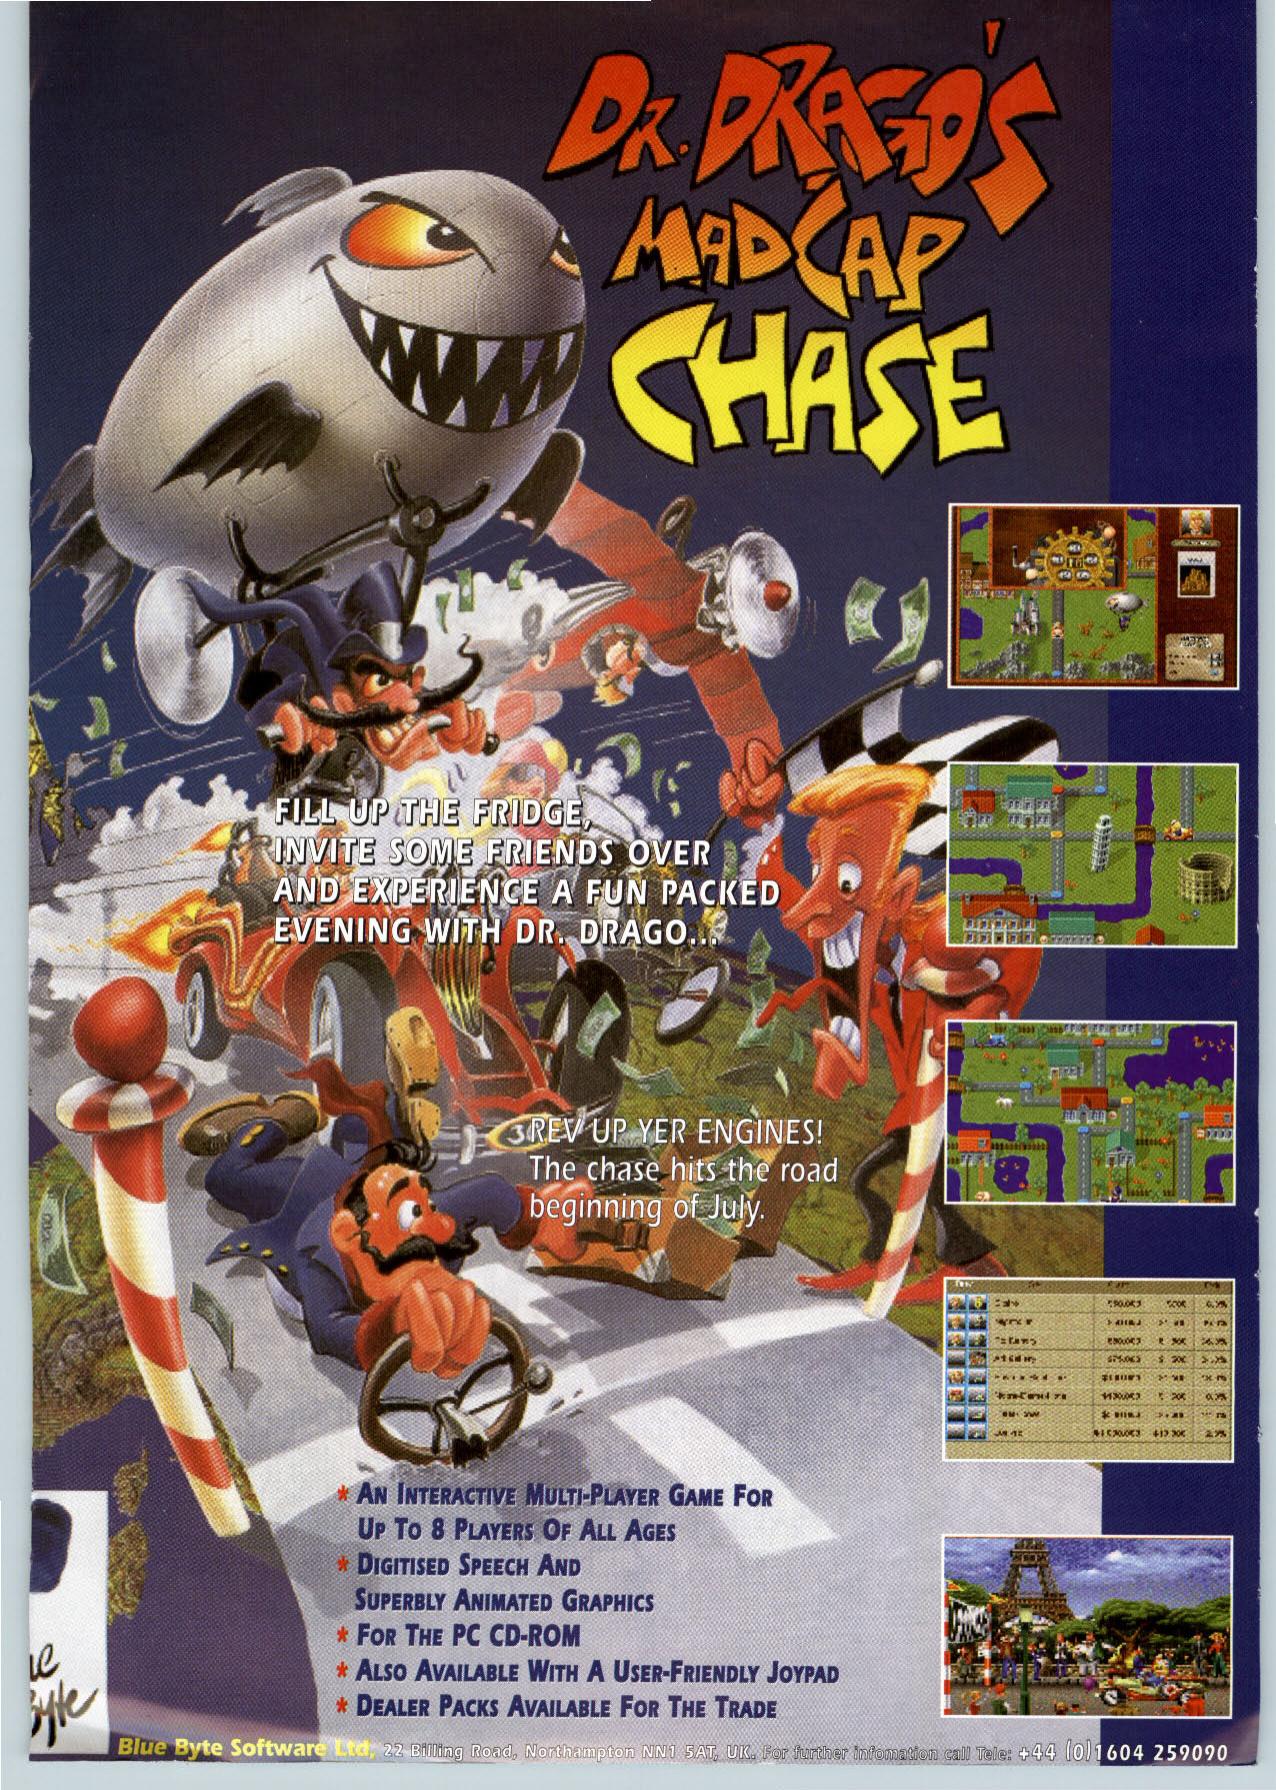 DR. DRAGO'S
MADCAP
CHASE
FILL UP THE FRIDGE,
INVITE SOME FRIENDS OVER
AND EXPERIENCE A FUN PACKED
EVENING WITH DR. DRAGO...
REV UP YER ENGINES!
The chase hits the road
beginning of July.
* AN INTERACTIVE MULTI-PLAYER GAME FOR
UP TO 8 PLAYERS OF ALL AGES
* DIGITISED SPEECH AND
SUPERBLY ANIMATED GRAPHICS
* FOR THE PC CD-ROM
* ALSO AVAILABLE WITH A USER-FRIENDLY JOYPAD
* DEALER PACKS AVAILABLE FOR THE TRADE
Byte
Blue Byte Software Ltd, 22 Billing Road, Northampton NN1 5AT, UK. For further infomation call Tele: +44 (0)1604 259090